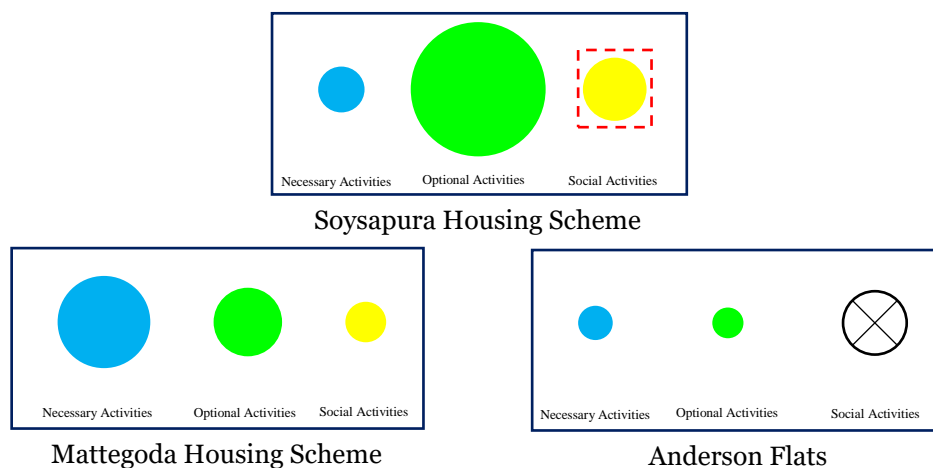 Necessary Activities
Optional Activities
Social Activities
Soysapura Housing Scheme
Necessary Activities
Optional Activities
Social Activities
Mattegoda Housing Scheme
Necessary Activities
Optional Activities
Social Activities
Anderson Flats